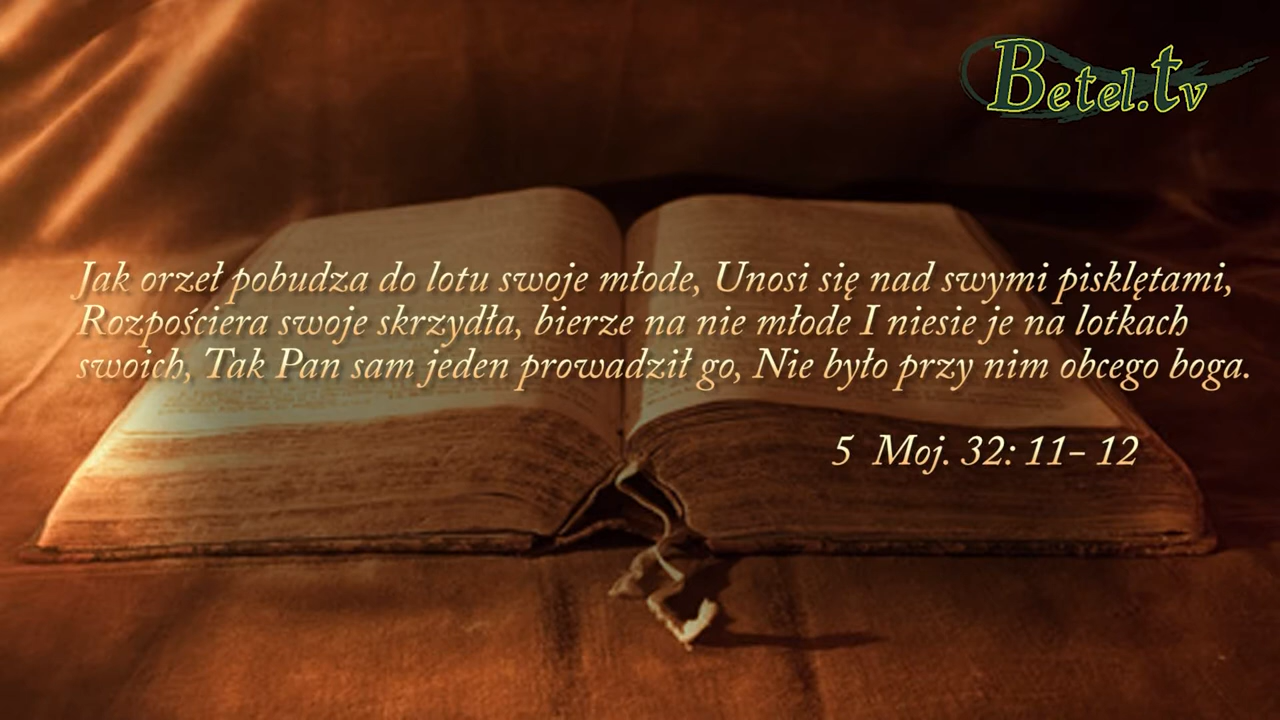 Betel.tv
Jak orzeł pobudza do lotu swoje młode, Unosi się nad swymi pisklętami,
Rozpościera swoje skrzydła, bierze na nie młode I niesie je na lotkach
swoich, Tak Pan sam jeden prowadził go, Nie było przy nim obcego boga.
5 Moj. 32: 11- 12